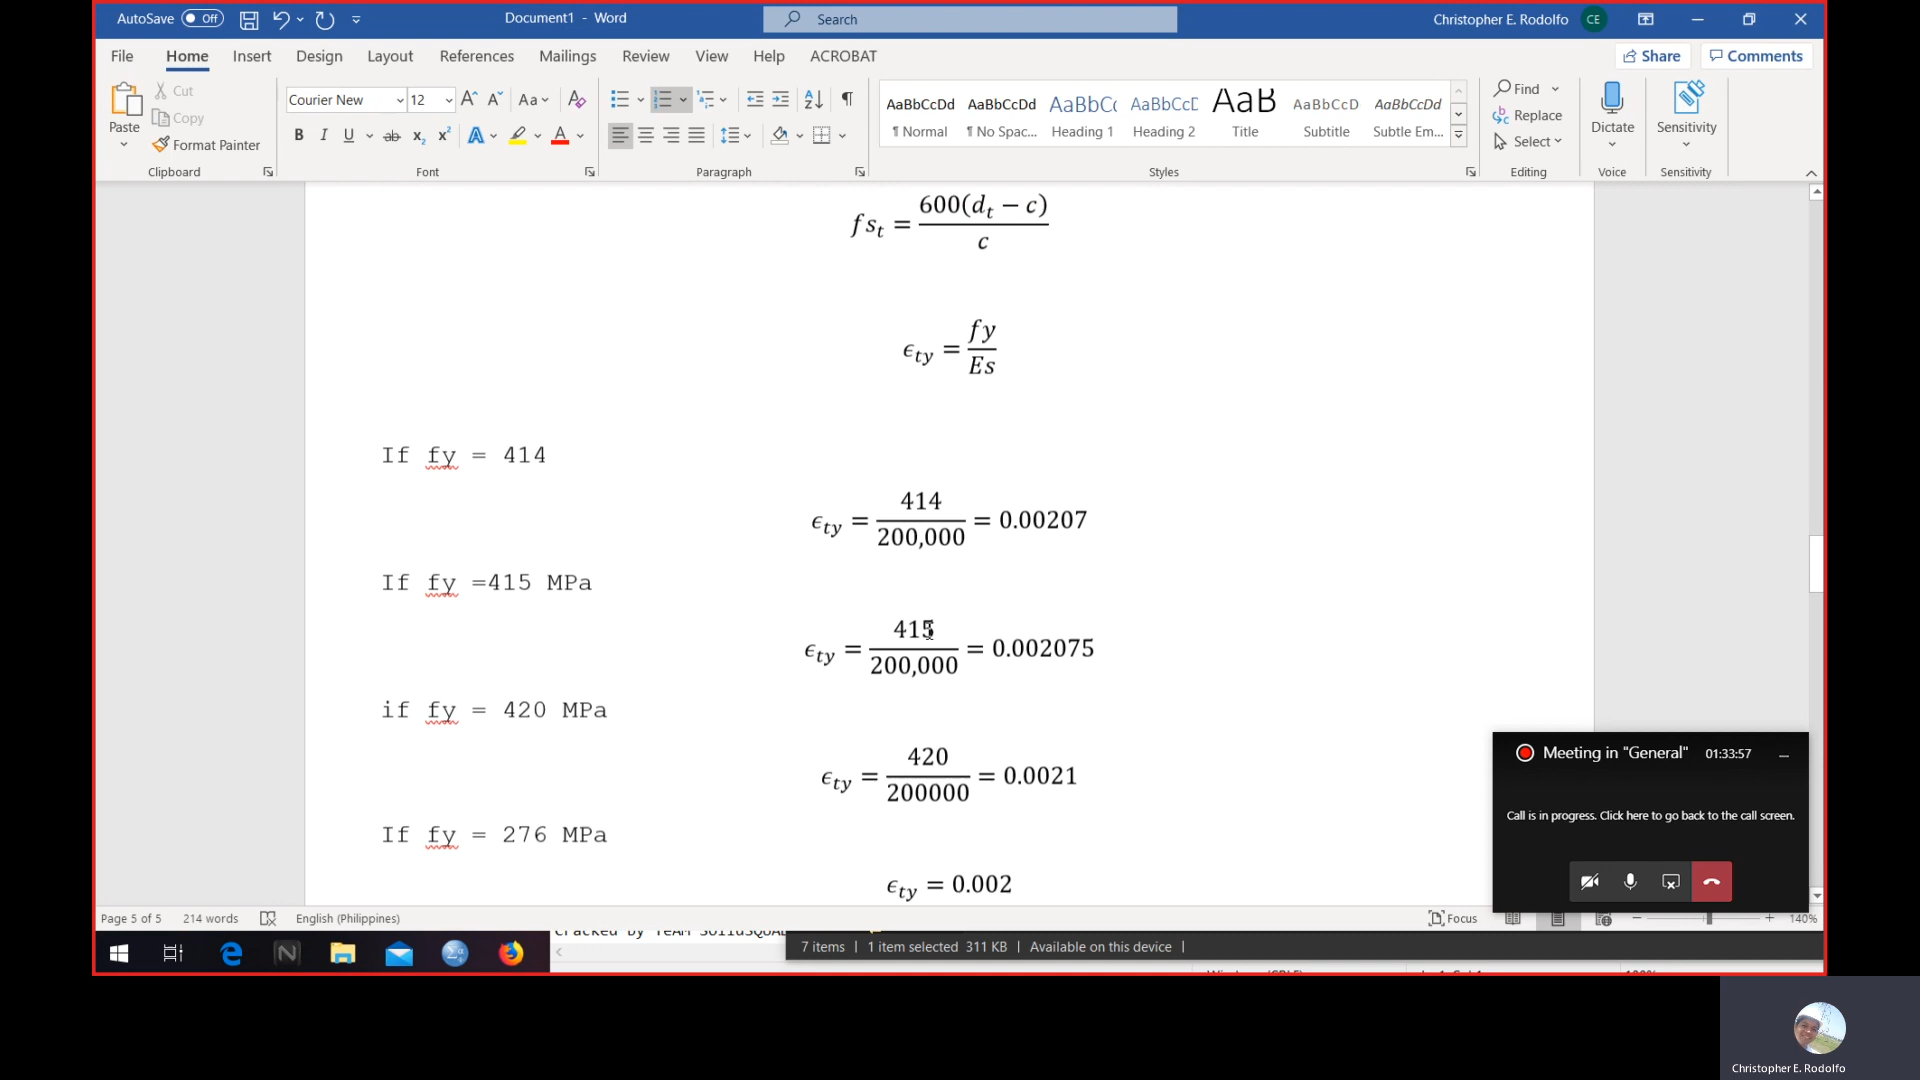 AutoSave Off Document1 - Word Search Christopher E. Rodolfo CE
File Home Insert Design Layout References Mailings Review View Help ACROBAT Share Comments
Paste Cut Copy Format Painter
Courier New 12 Aa
AaBbCcDd AaBbCcDd AaBbCc AaBbCcC AaB AaBbCcD AaBbCcDd
¶ Normal ¶ No Spac... Heading 1 Heading 2 Title Subtitle Subtle Em...
Find Replace Select Dictate Sensitivity
Clipboard Font Paragraph Styles Editing Voice Sensitivity
fs_t = 600(d_t − c) / c
ϵ_ty = fy / Es
If fy = 414
ϵ_ty = 414 / 200,000 = 0.00207
If fy =415 MPa
ϵ_ty = 415 / 200,000 = 0.002075
if fy = 420 MPa
ϵ_ty = 420 / 200000 = 0.0021
If fy = 276 MPa
ϵ_ty = 0.002
Meeting in "General" 01:33:57
Call is in progress. Click here to go back to the call screen.
Page 5 of 5 214 words English (Philippines) Focus 140%
7 items 1 item selected 311 KB Available on this device
Christopher E. Rodolfo